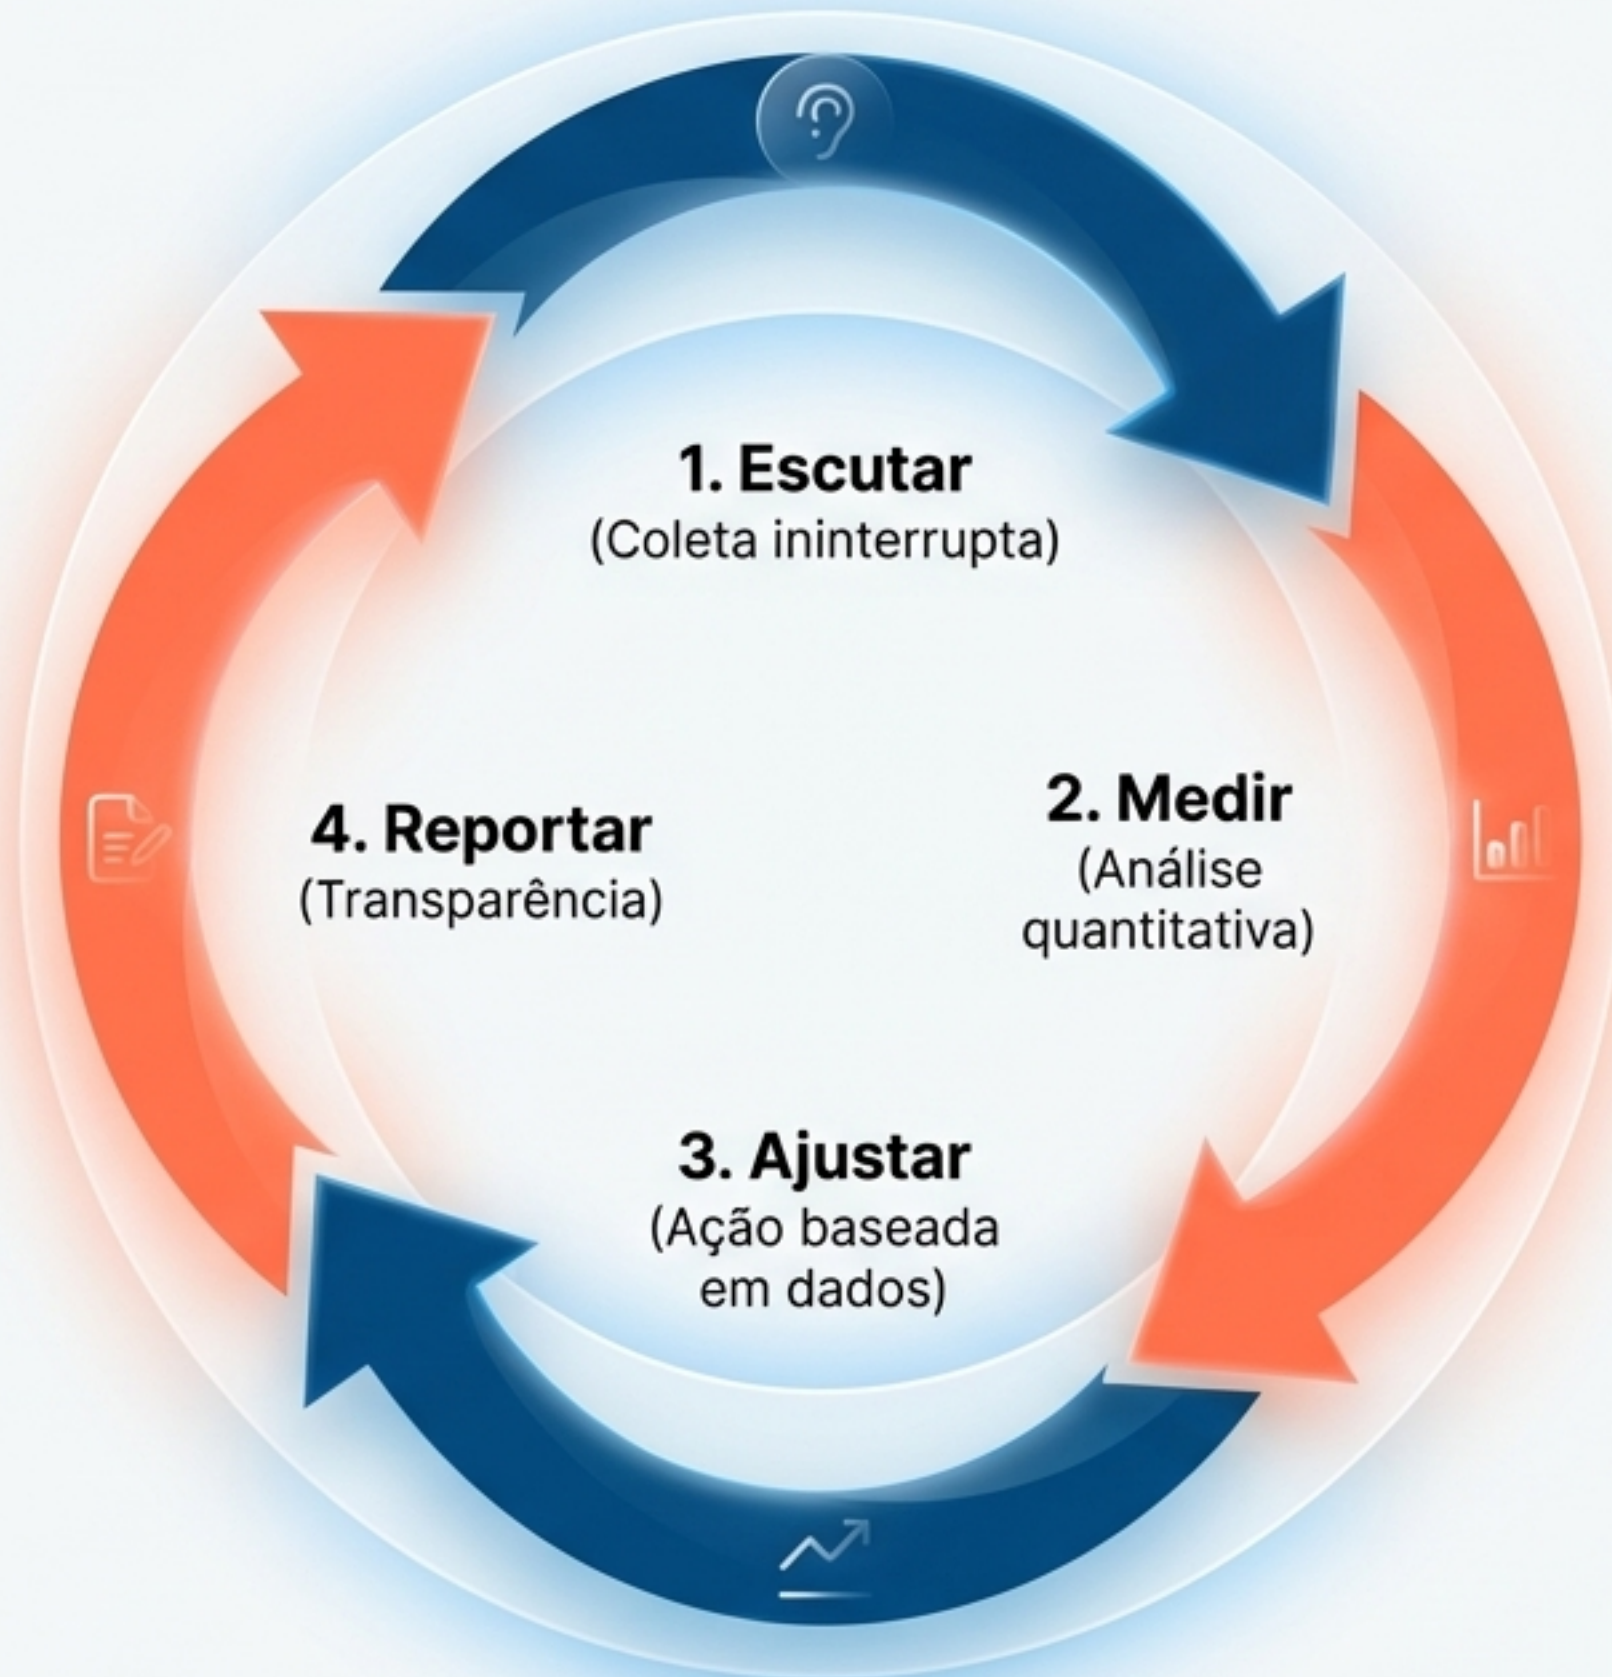 1. Escutar
(Coleta ininterrupta)
2. Medir
(Análise
quantitativa)
3. Ajustar
(Ação baseada
em dados)
4. Reportar
(Transparência)